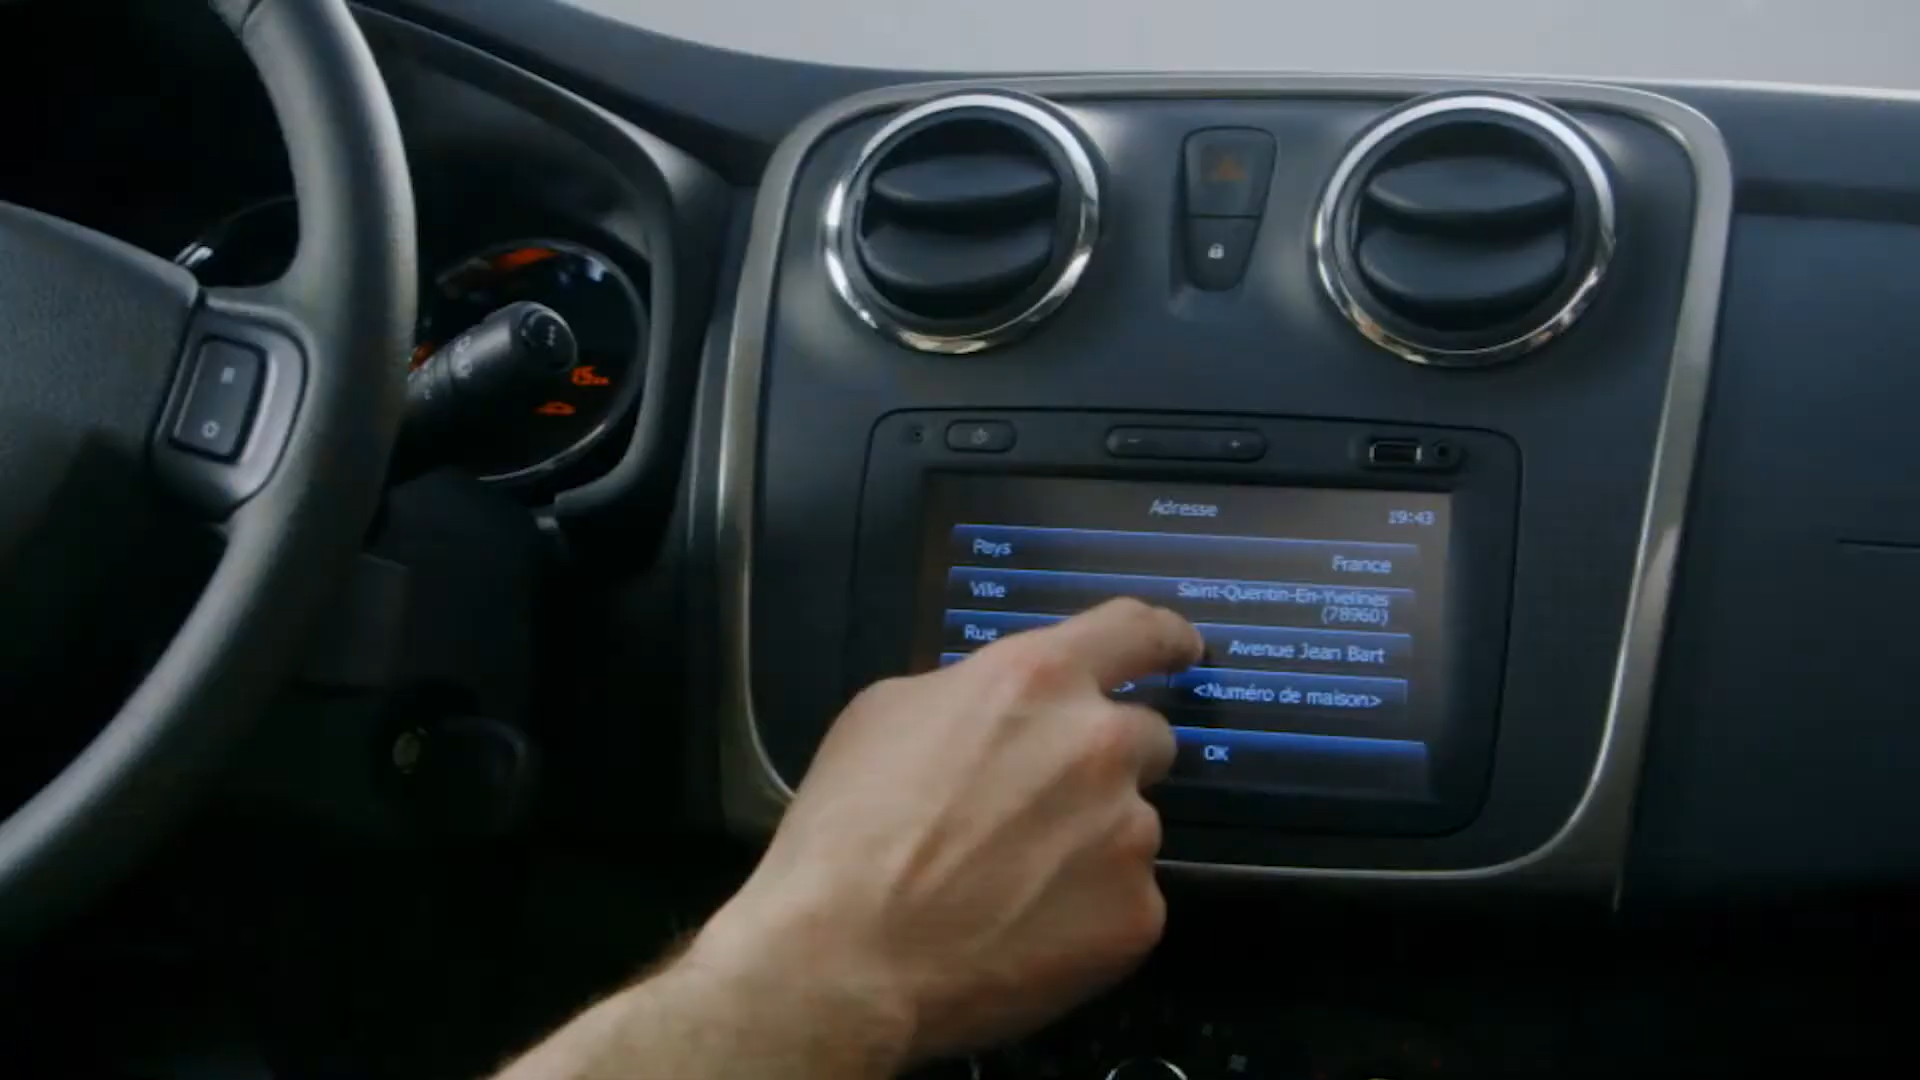 Adresse
19:43
Pays
France
Ville
Saint-Quentin-En-Yvelines
(78960)
Rue
Avenue Jean Bart
<Numéro de maison>
OK